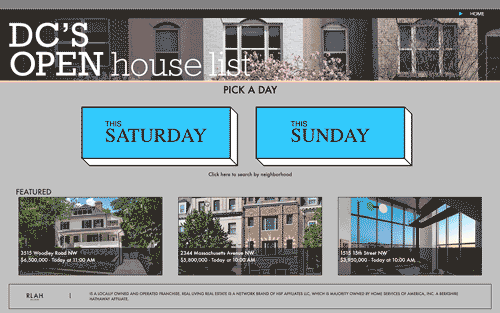 HOME
DC'S
OPEN house list
PICK A DAY
THIS
SATURDAY
THIS
SUNDAY
Click here to search by neighborhood
FEATURED
3515 Woodley Road NW
$6,500,000 · Today at 11:00 AM
2344 Massachusetts Avenue NW
$5,800,000 · Today at 10:00 AM
1515 15th Street NW
$3,950,000 · Today at 10:00 AM
RLAH
IS A LOCALLY OWNED AND OPERATED FRANCHISE, REAL LIVING REAL ESTATE IS A NETWORK BRAND OF HSF AFFILIATES LLC, WHICH IS MAJORITY OWNED BY HOME SERVICES OF AMERICA, INC. A BERKSHIRE
HATHAWAY AFFILIATE.